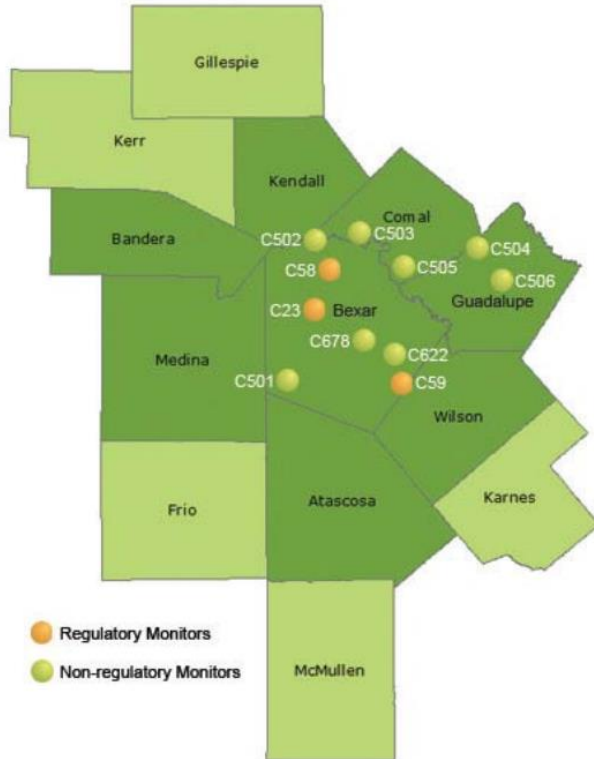 Gillespie
Kerr
Kendall
Comal
Bandera
C502
C503
C504
C58
C505
C506
C23
Bexar
Guadalupe
C678
C622
Medina
C501
C59
Wilson
Karnes
Frio
Atascosa
Regulatory Monitors
Non-regulatory Monitors
McMullen